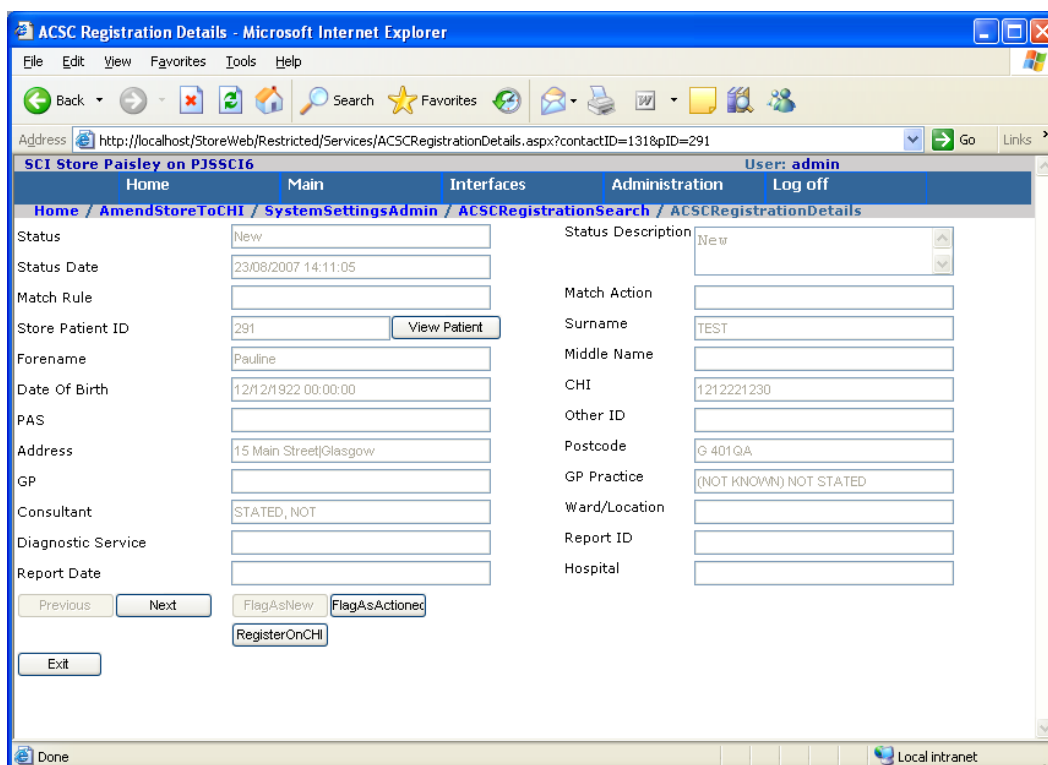 ACSC Registration Details - Microsoft Internet Explorer
File Edit View Favorites Tools Help
Back Search Favorites
Address http://localhost/StoreWeb/Restricted/Services/ACSCRegistrationDetails.aspx?contactID=131&pID=291 Go Links
SCI Store Paisley on PJSSCI6 User: admin
Home Main Interfaces Administration Log off
Home / AmendStoreToCHI / SystemSettingsAdmin / ACSCRegistrationSearch / ACSCRegistrationDetails
Status New Status Description New
Status Date 23/08/2007 14:11:05
Match Rule Match Action
Store Patient ID 291 View Patient Surname TEST
Forename Pauline Middle Name
Date Of Birth 12/12/1922 00:00:00 CHI 1212221230
PAS Other ID
Address 15 Main Street|Glasgow Postcode G 401QA
GP GP Practice (NOT KNOWN) NOT STATED
Consultant STATED, NOT Ward/Location
Diagnostic Service Report ID
Report Date Hospital
Previous Next FlagAsNew FlagAsActioned
RegisterOnCHI
Exit
Done Local intranet